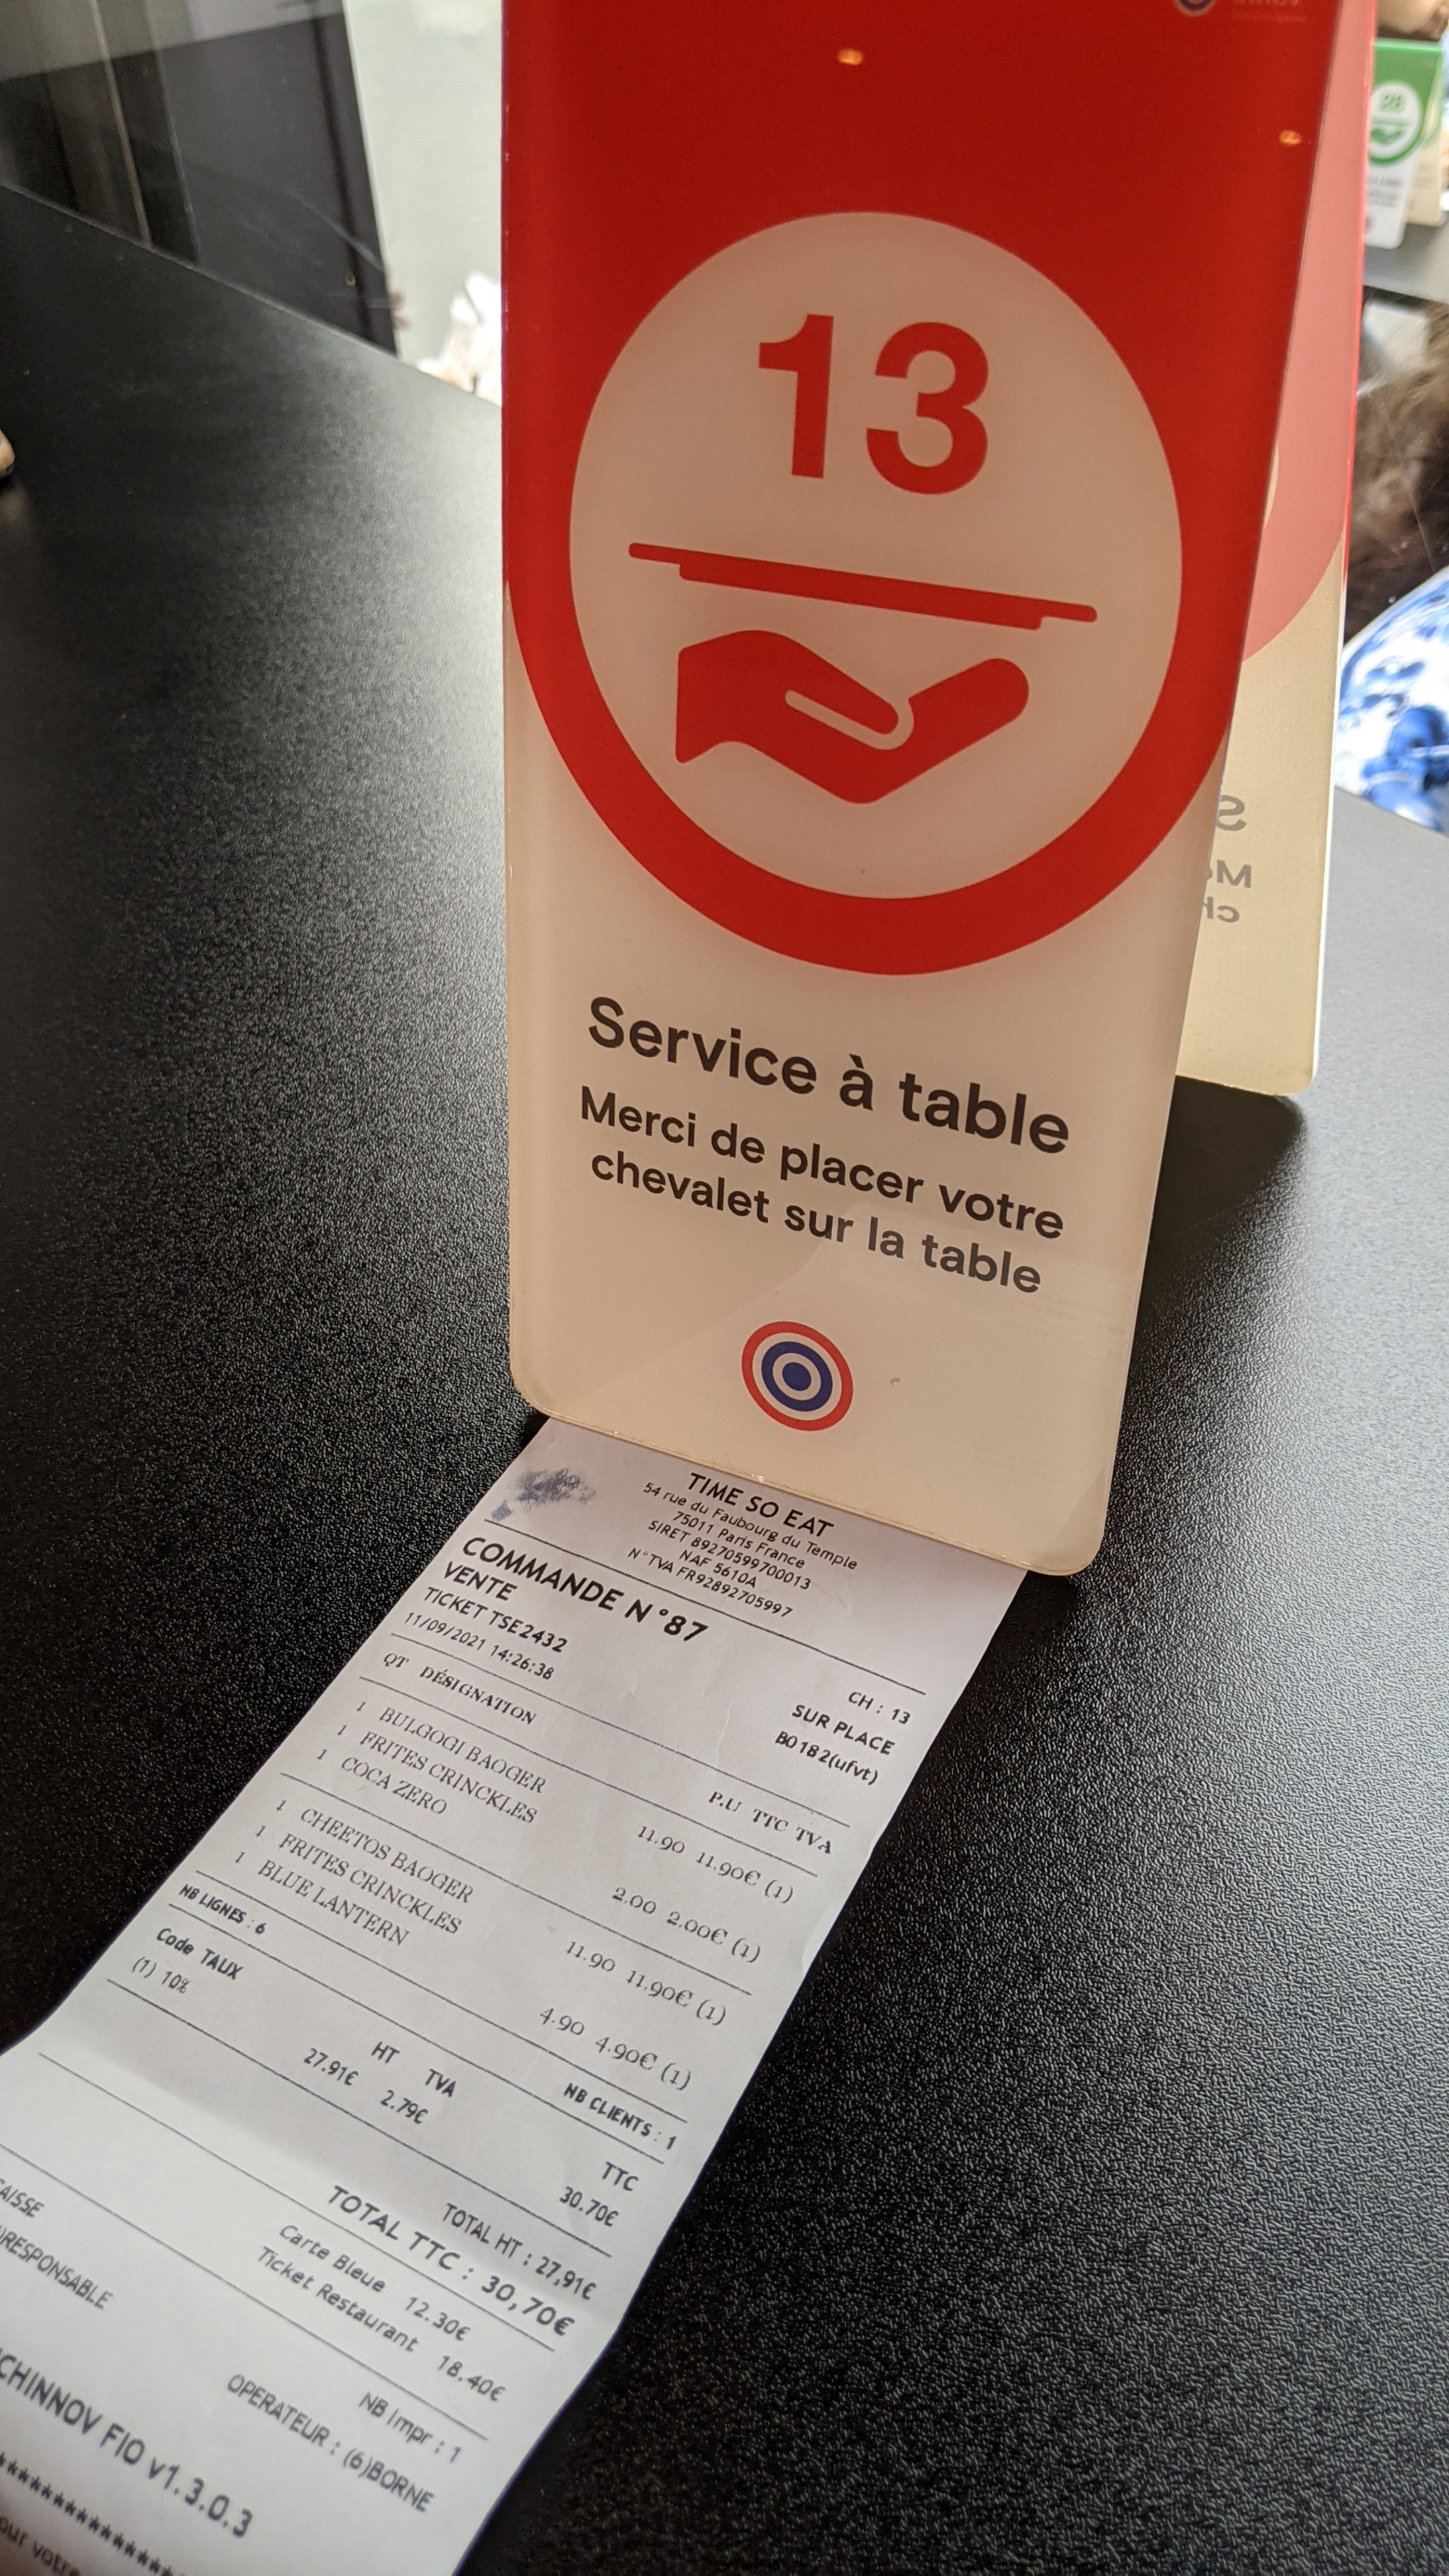 28
13
Service à table
Merci de placer votre
chevalet sur la table
TIME SO EAT
54 rue du Faubourg du Temple
75011 Paris France
SIRET 89270599700013
NAF 5610A
N°TVA FR92892705997
COMMANDE N°87
VENTE CH : 13
TICKET TSE2432 SUR PLACE
11/09/2021 14:26:38 B0182(ufvt)
QT DÉSIGNATION P.U TTC TVA
1 BULGOGI BAOGER 11.90 11.90€ (1)
1 FRITES CRINCKLES
1 COCA ZERO 2.00 2.00€ (1)
1 CHEETOS BAOGER 11.90 11.90€ (1)
1 FRITES CRINCKLES
1 BLUE LANTERN 4.90 4.90€ (1)
NB LIGNES : 6 NB CLIENTS : 1
Code TAUX HT TVA TTC
(1) 10% 27.91€ 2.79€ 30.70€
TOTAL HT : 27,91€
TOTAL TTC : 30,70€
Carte Bleue 12.30€
Ticket Restaurant 18.40€
AISSE NB Impr : 1
)RESPONSABLE OPERATEUR : (6)BORNE
CHINNOV FIO v1.3.0.3
our votre